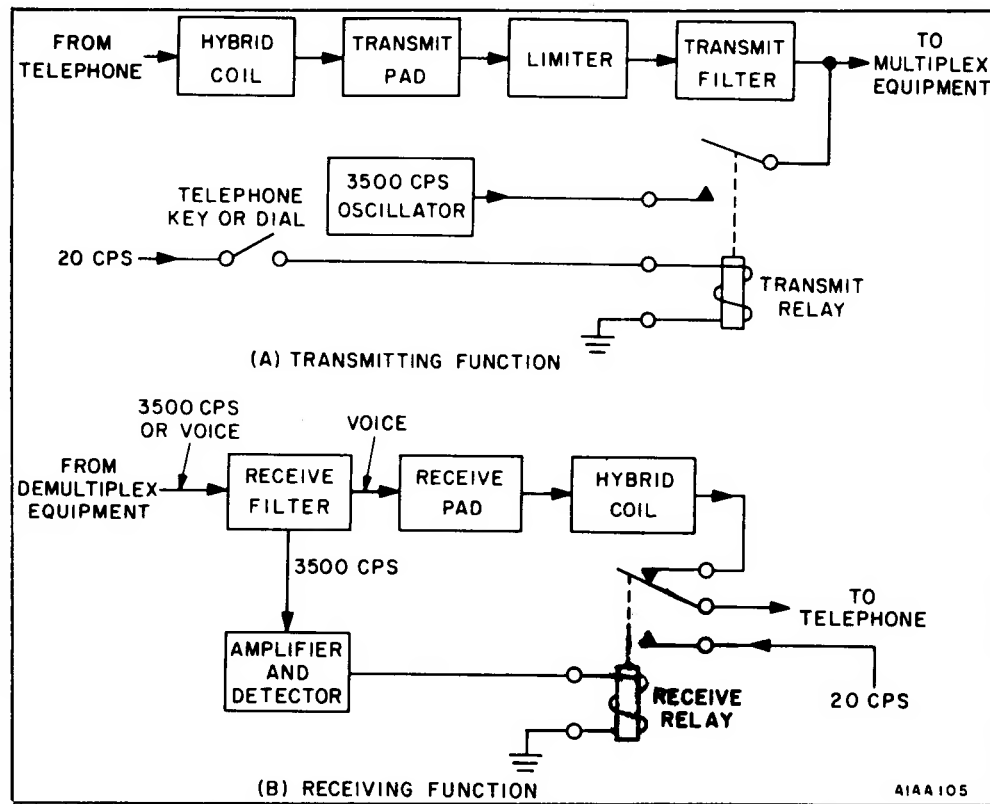 FROM
TELEPHONE
HYBRID
COIL
TRANSMIT
PAD
LIMITER
TRANSMIT
FILTER
TO
MULTIPLEX
EQUIPMENT
3500 CPS
OSCILLATOR
TELEPHONE
KEY OR DIAL
20 CPS
TRANSMIT
RELAY
(A) TRANSMITTING FUNCTION
3500 CPS
OR VOICE
VOICE
FROM
DEMULTIPLEX
EQUIPMENT
RECEIVE
FILTER
RECEIVE
PAD
HYBRID
COIL
3500 CPS
TO
TELEPHONE
AMPLIFIER
AND
DETECTOR
RECEIVE
RELAY
20 CPS
(B) RECEIVING FUNCTION
A1AA105